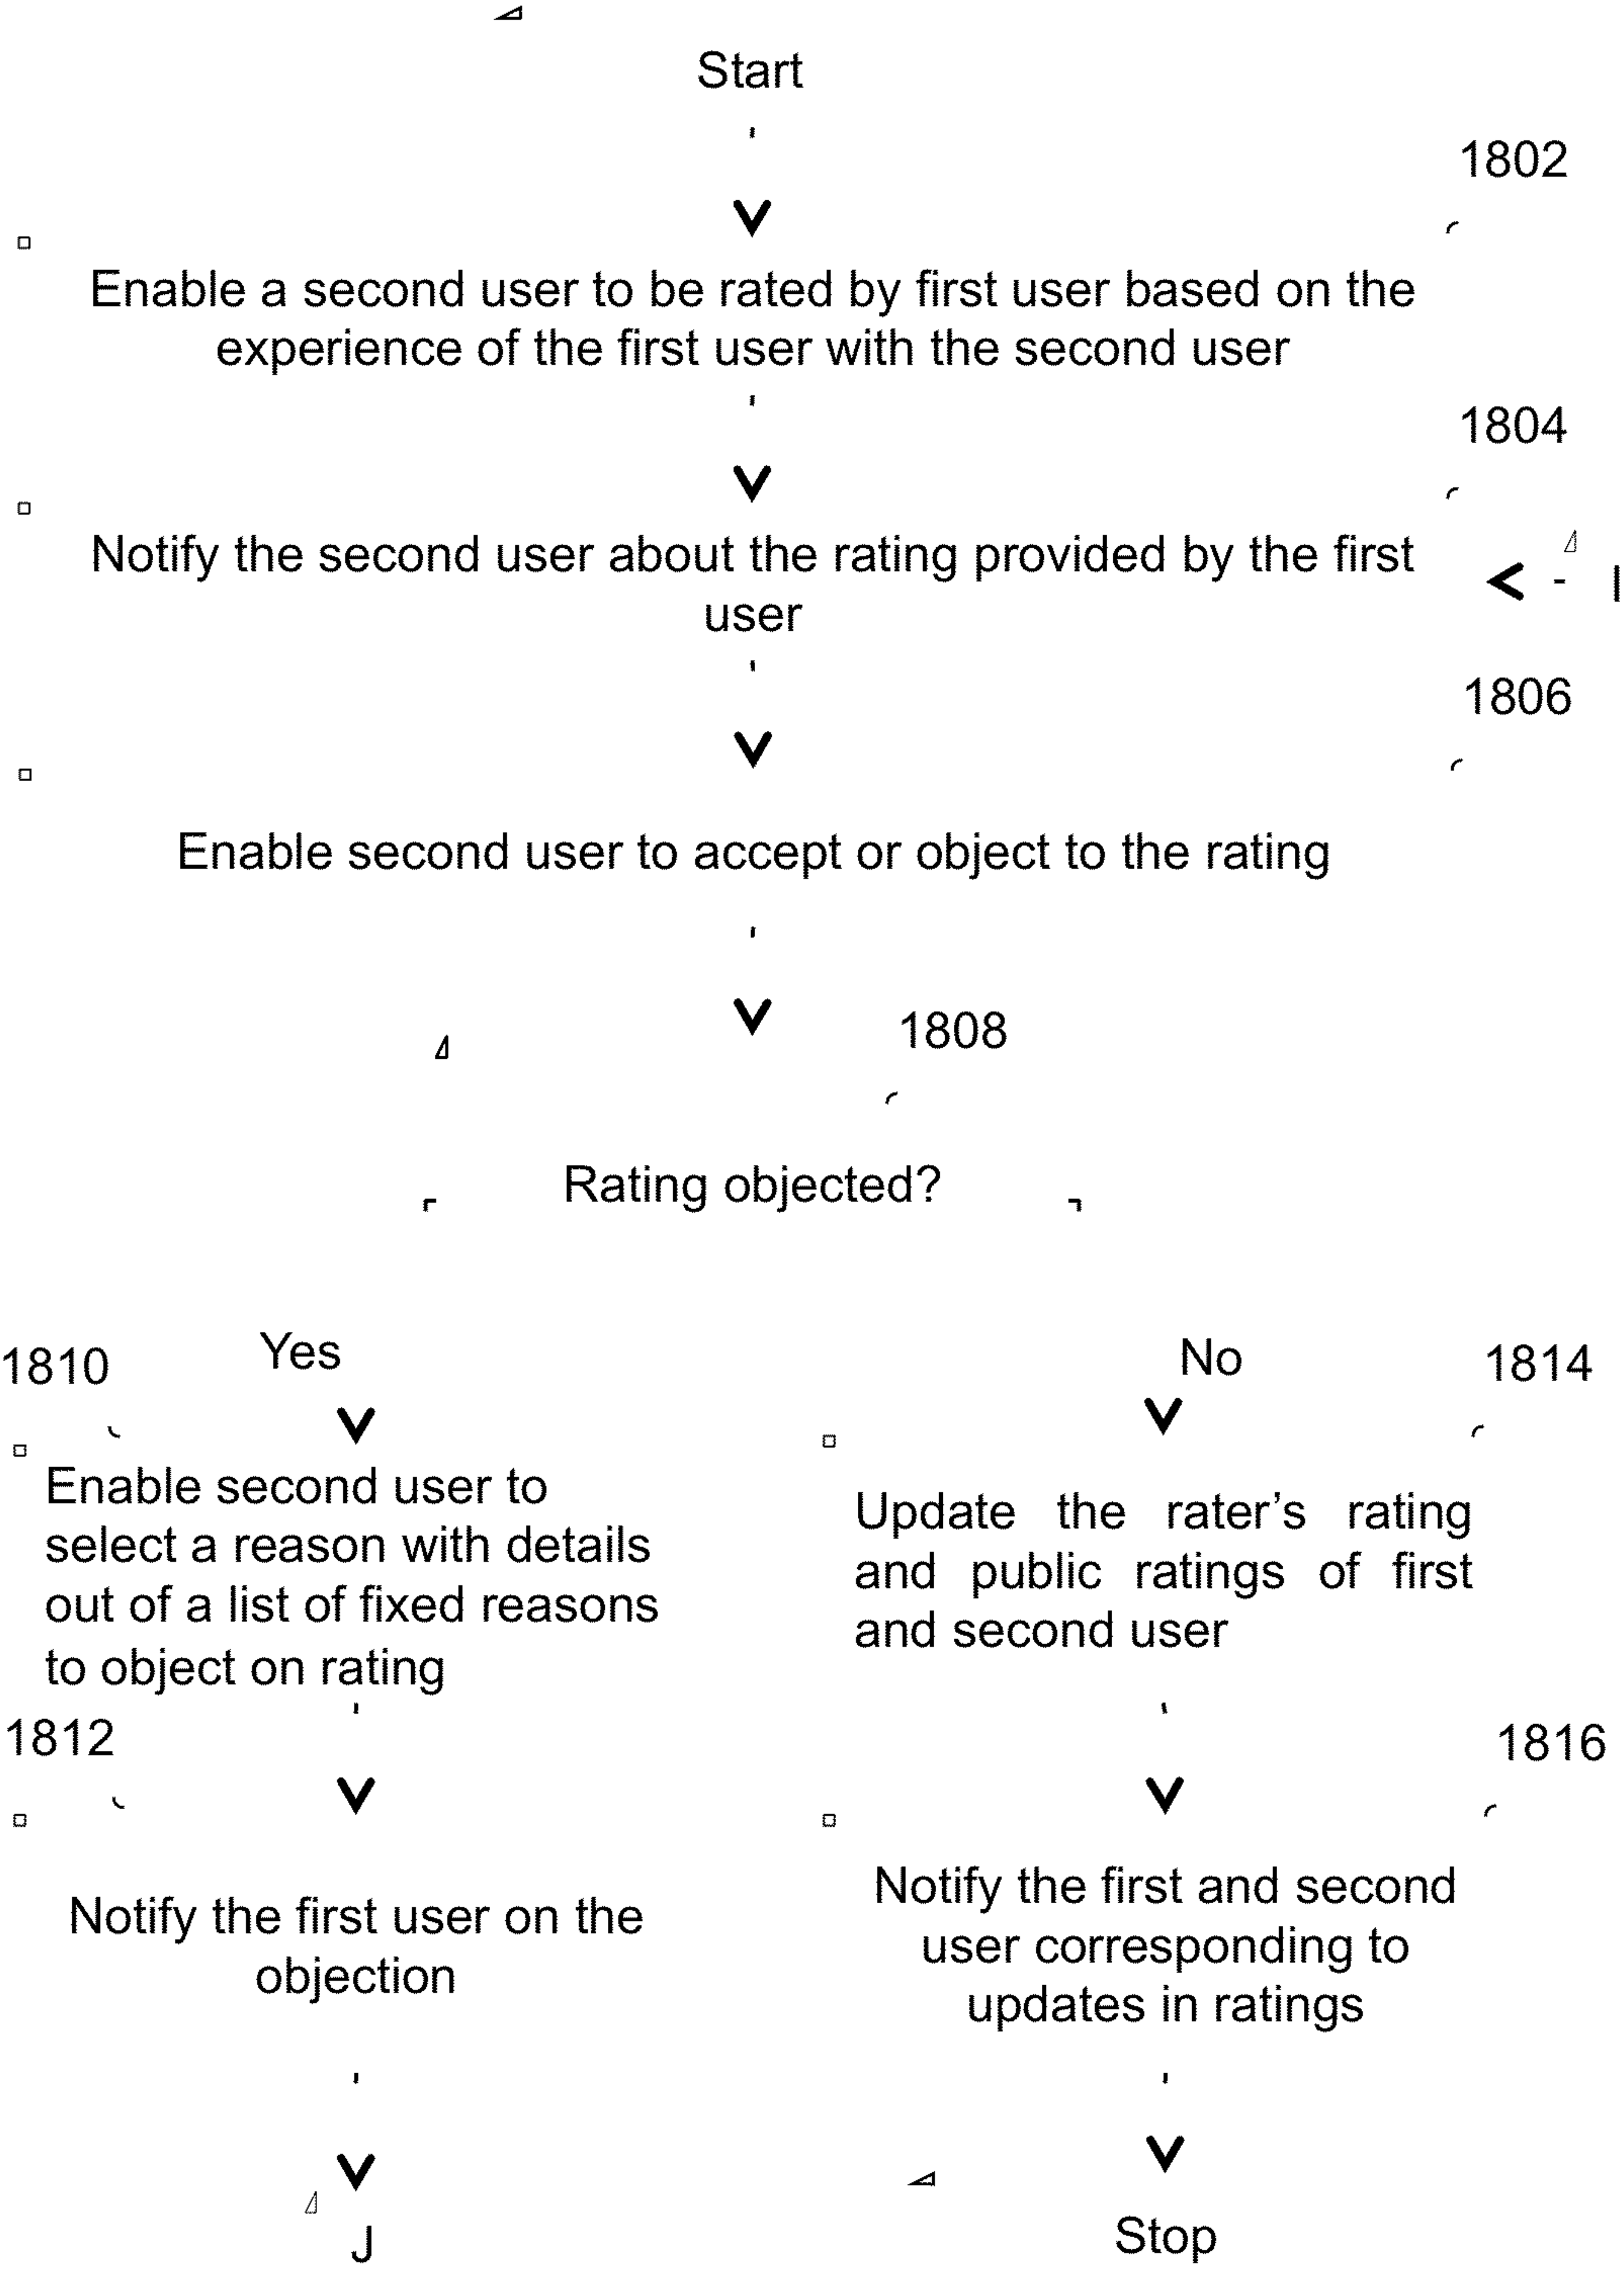 Start
1802
Enable a second user to be rated by first user based on the
experience of the first user with the second user
1804
Notify the second user about the rating provided by the first
user
I
1806
Enable second user to accept or object to the rating
1808
Rating objected?
Yes
No
1810
1814
Enable second user to
select a reason with details
out of a list of fixed reasons
to object on rating
Update the rater’s rating
and public ratings of first
and second user
1812
1816
Notify the first user on the
objection
Notify the first and second
user corresponding to
updates in ratings
J
Stop